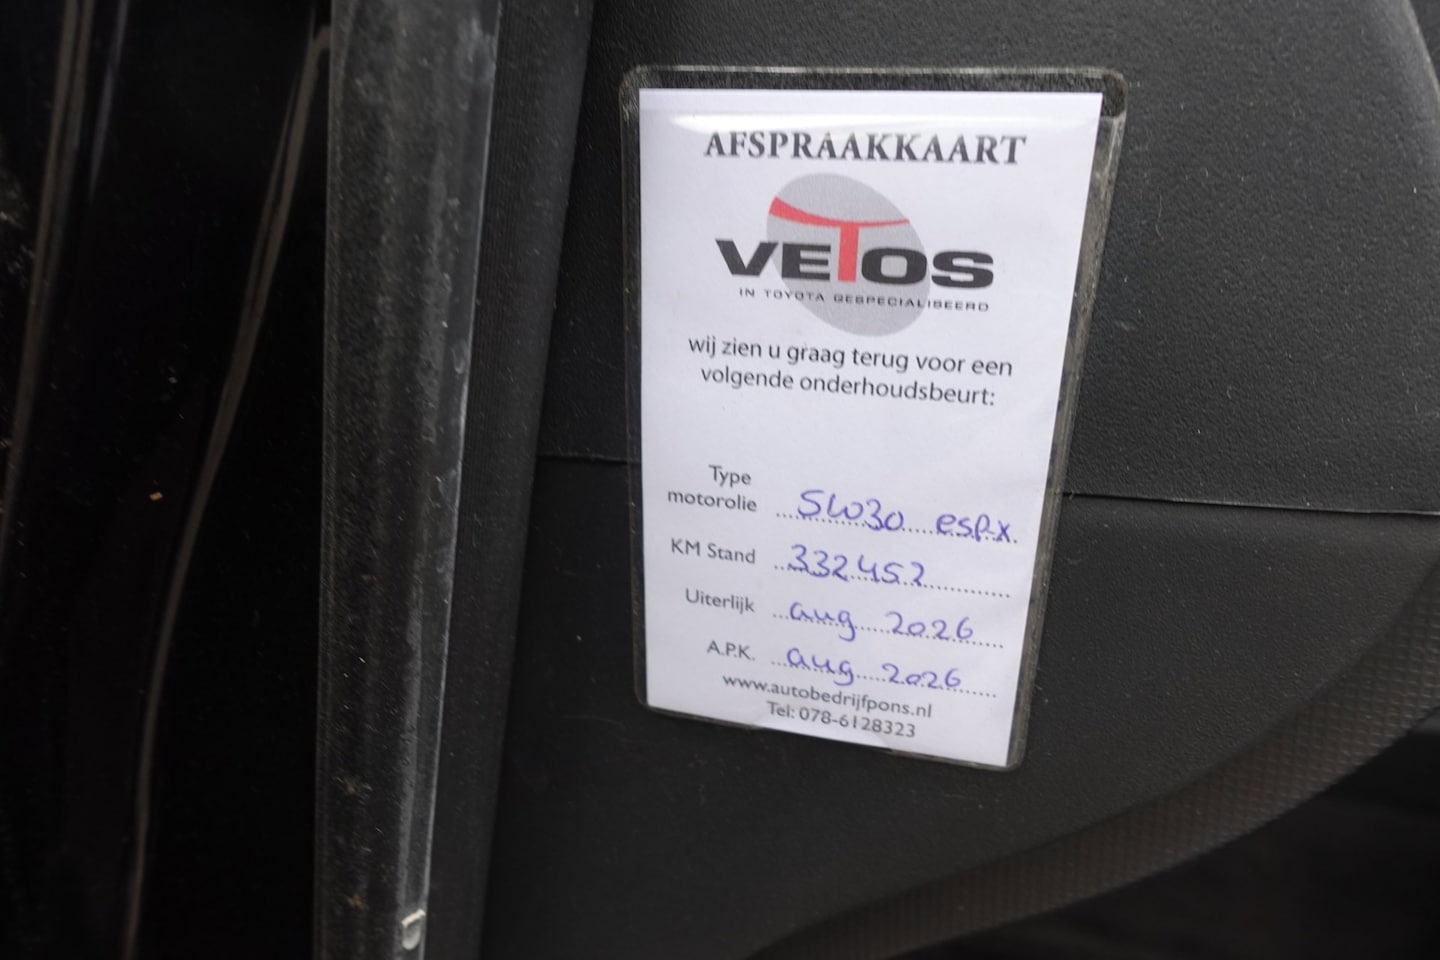 AFSPRAAKKAART
VETOS
IN TOYOTA GESPECIALISEERD
wij zien u graag terug voor een
volgende onderhoudsbeurt:
Type
motorolie 5W30 esp-x
KM Stand 332452
Uiterlijk aug 2026
A.P.K. aug 2026
www.autobedrijfpons.nl
Tel: 078-6128323